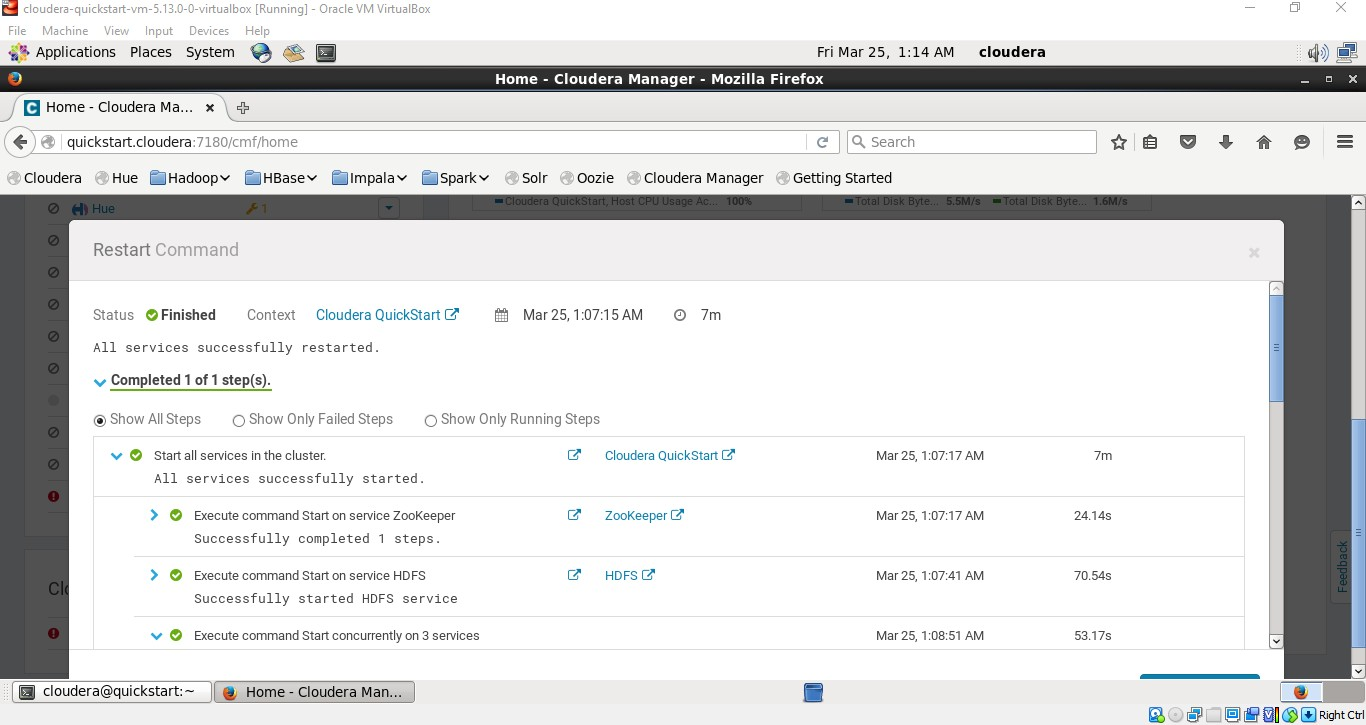 cloudera-quickstart-vm-5.13.0-0-virtualbox [Running] - Oracle VM VirtualBox
File Machine View Input Devices Help
Applications Places System Fri Mar 25, 1:14 AM cloudera
Home - Cloudera Manager - Mozilla Firefox
Home - Cloudera Ma...
quickstart.cloudera:7180/cmf/home Search
Cloudera Hue Hadoop HBase Impala Spark Solr Oozie Cloudera Manager Getting Started
Hue 1 Cloudera QuickStart, Host CPU Usage Ac... 100% Total Disk Byte... 5.5M/s Total Disk Byte... 1.6M/s
Restart Command
Status Finished Context Cloudera QuickStart Mar 25, 1:07:15 AM 7m
All services successfully restarted.
Completed 1 of 1 step(s).
Show All Steps Show Only Failed Steps Show Only Running Steps
Start all services in the cluster. Cloudera QuickStart Mar 25, 1:07:17 AM 7m
All services successfully started.
Execute command Start on service ZooKeeper ZooKeeper Mar 25, 1:07:17 AM 24.14s
Successfully completed 1 steps.
Execute command Start on service HDFS HDFS Mar 25, 1:07:41 AM 70.54s
Successfully started HDFS service
Feedback
Execute command Start concurrently on 3 services Mar 25, 1:08:51 AM 53.17s
cloudera@quickstart:~ Home - Cloudera Man...
Right Ctrl